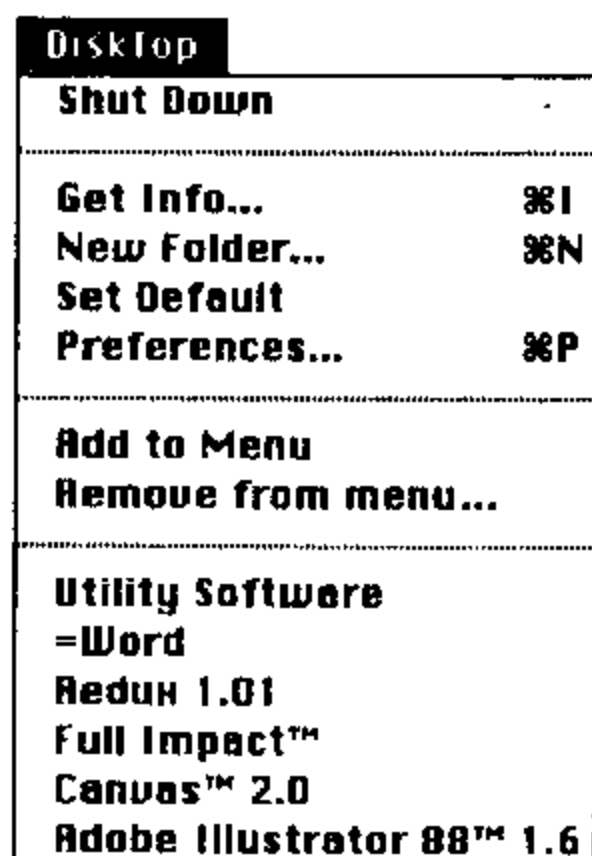 DiskTop
Shut Down
Get Info... ⌘I
New Folder... ⌘N
Set Default
Preferences... ⌘P
Add to Menu
Remove from menu...
Utility Software
=Word
Redux 1.01
Full Impact™
Canvas™ 2.0
Adobe Illustrator 88™ 1.6